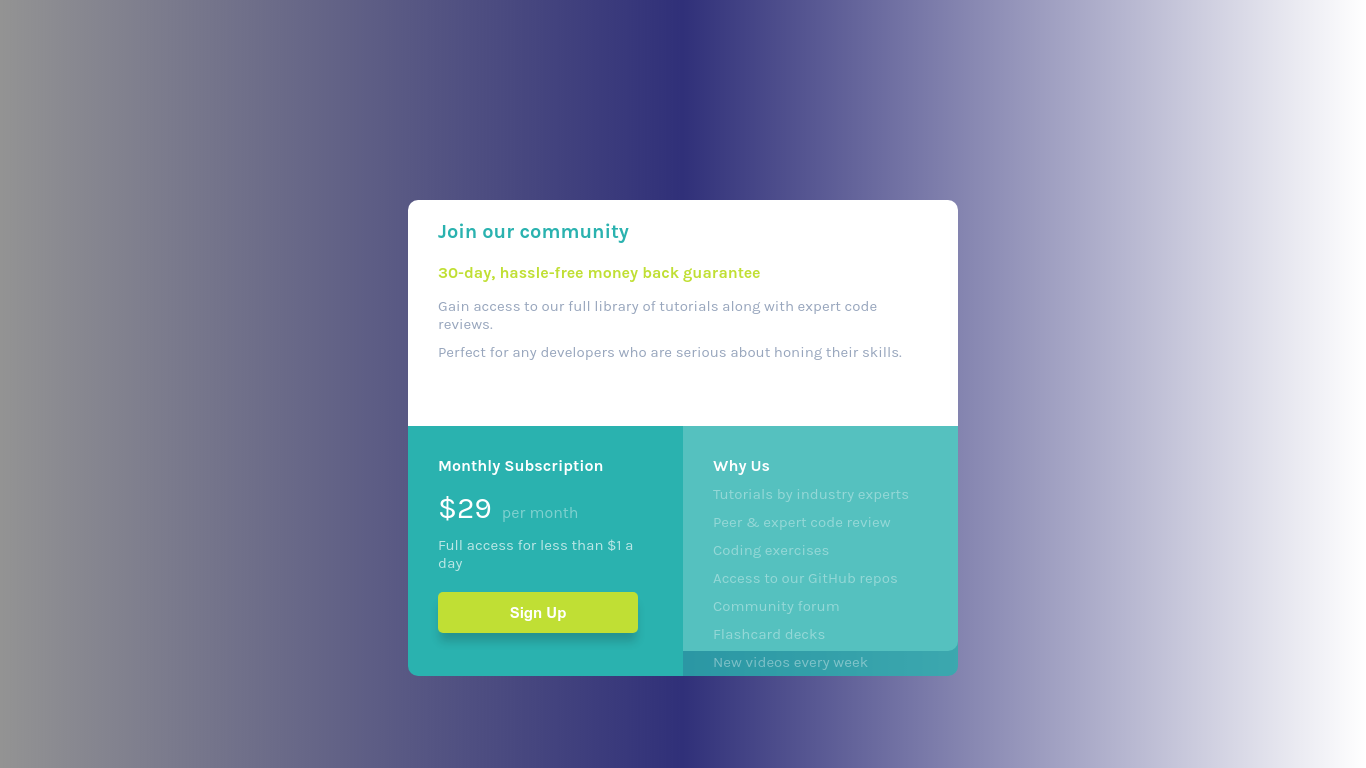 Join our community
30-day, hassle-free money back guarantee
Gain access to our full library of tutorials along with expert code
reviews.
Perfect for any developers who are serious about honing their skills.
Monthly Subscription
$29 per month
Full access for less than $1 a
day
Sign Up
Why Us
Tutorials by industry experts
Peer & expert code review
Coding exercises
Access to our GitHub repos
Community forum
Flashcard decks
New videos every week